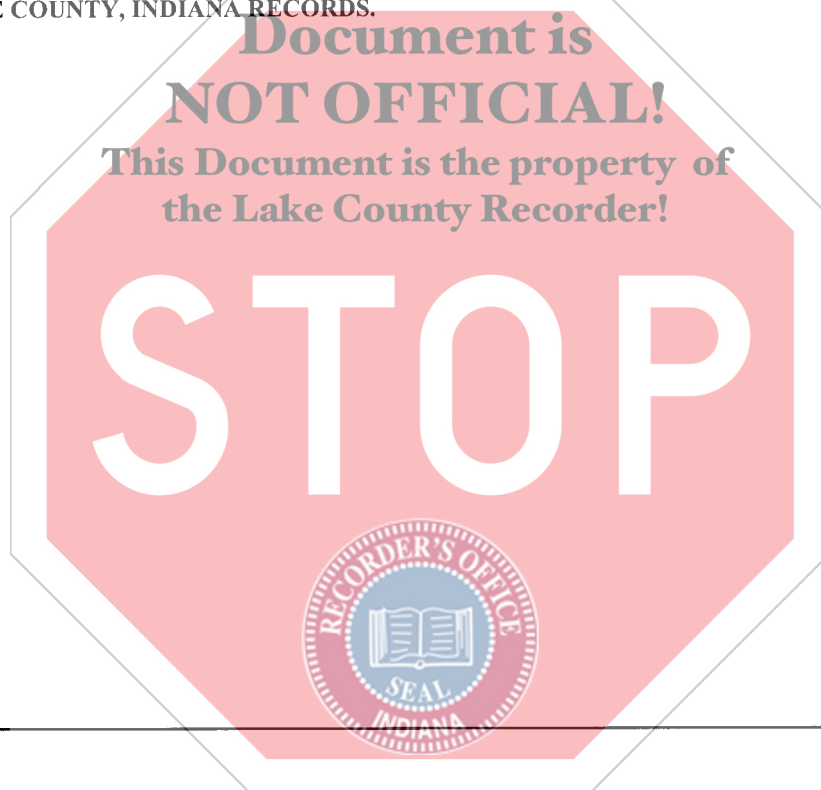 COUNTY, INDIANA RECORDS.
Document is
NOT OFFICIAL!
This Document is the property of
the Lake County Recorder!
STOP
RECORDER'S OFFICE
SEAL
INDIANA